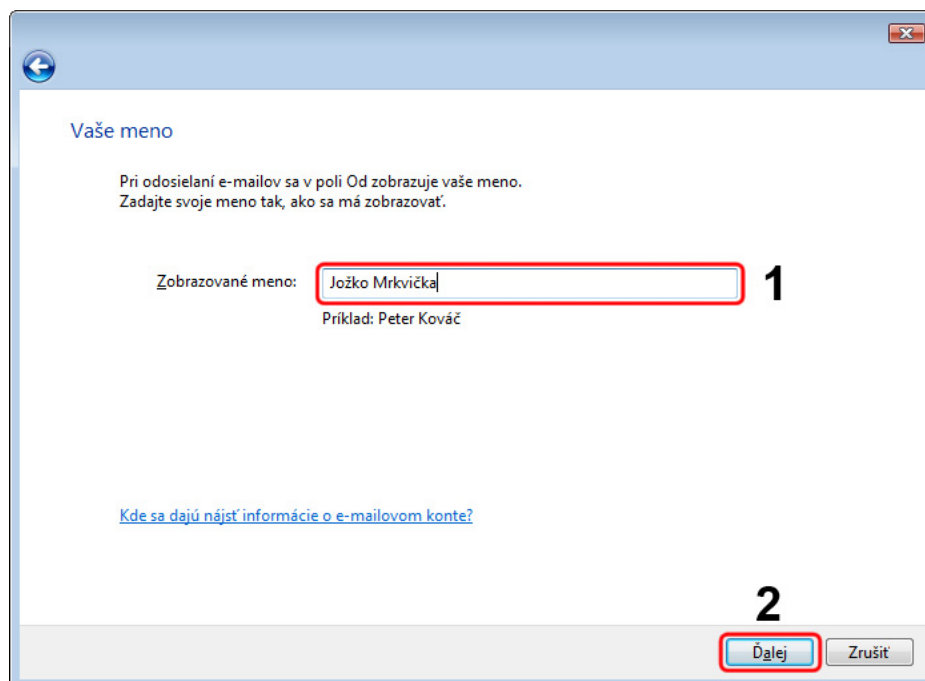 Vaše meno
Pri odosielaní e-mailov sa v poli Od zobrazuje vaše meno.
Zadajte svoje meno tak, ako sa má zobrazovať.
Zobrazované meno: Jožko Mrkvička 1
Príklad: Peter Kováč
Kde sa dajú nájsť informácie o e-mailovom konte?
2
Ďalej Zrušiť